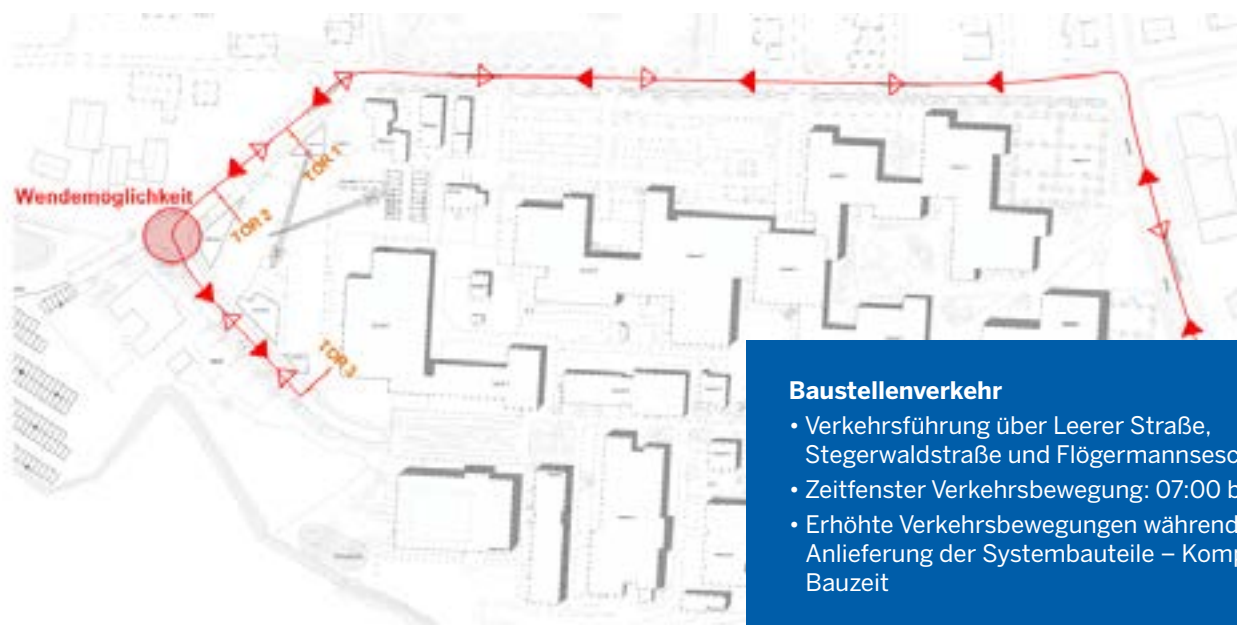 TOR 1
Wendemöglichkeit
TOR 2
TOR 3
Baustellenverkehr
• Verkehrsführung über Leerer Straße,
Stegerwaldstraße und Flögermannsesc
• Zeitfenster Verkehrsbewegung: 07:00 b
• Erhöhte Verkehrsbewegungen während
Anlieferung der Systembauteile – Komp
Bauzeit